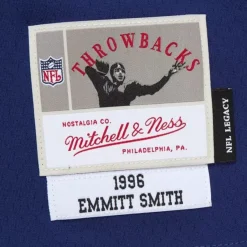 THROWBACKS
NFL
NOSTALGIA CO.
Mitchell & Ness
PHILADELPHIA, PA.
NFL LEGACY
1996
EMMITT SMITH